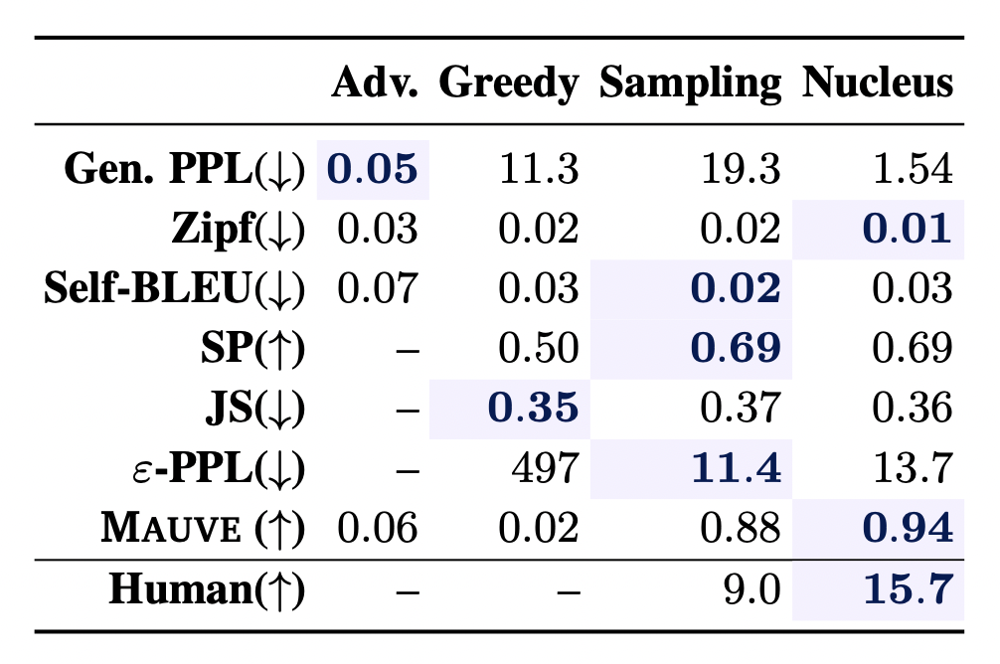 Adv. Greedy Sampling Nucleus
Gen. PPL(↓) 0.05 11.3 19.3 1.54
Zipf(↓) 0.03 0.02 0.02 0.01
Self-BLEU(↓) 0.07 0.03 0.02 0.03
SP(↑) – 0.50 0.69 0.69
JS(↓) – 0.35 0.37 0.36
ε-PPL(↓) – 497 11.4 13.7
MAUVE (↑) 0.06 0.02 0.88 0.94
Human(↑) – – 9.0 15.7